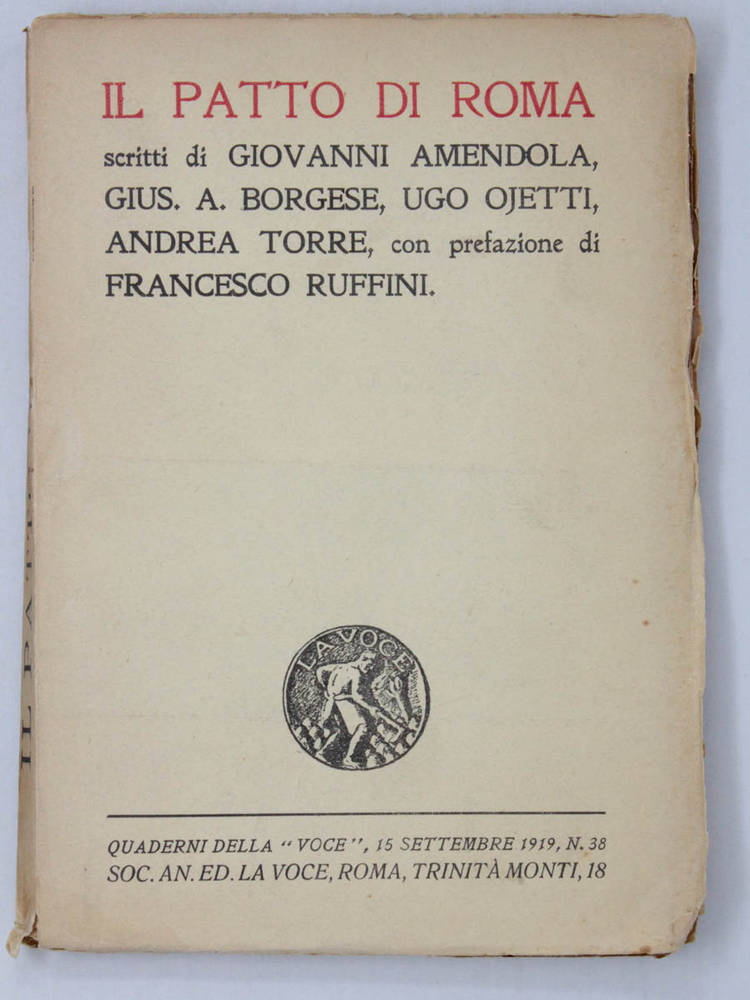 IL PATTO DI ROMA
scritti di GIOVANNI AMENDOLA,
GIUS. A. BORGESE, UGO OJETTI,
ANDREA TORRE, con prefazione di
FRANCESCO RUFFINI.
LA VOCE
QUADERNI DELLA “VOCE”, 15 SETTEMBRE 1919, N. 38
SOC. AN. ED. LA VOCE, ROMA, TRINITÀ MONTI, 18